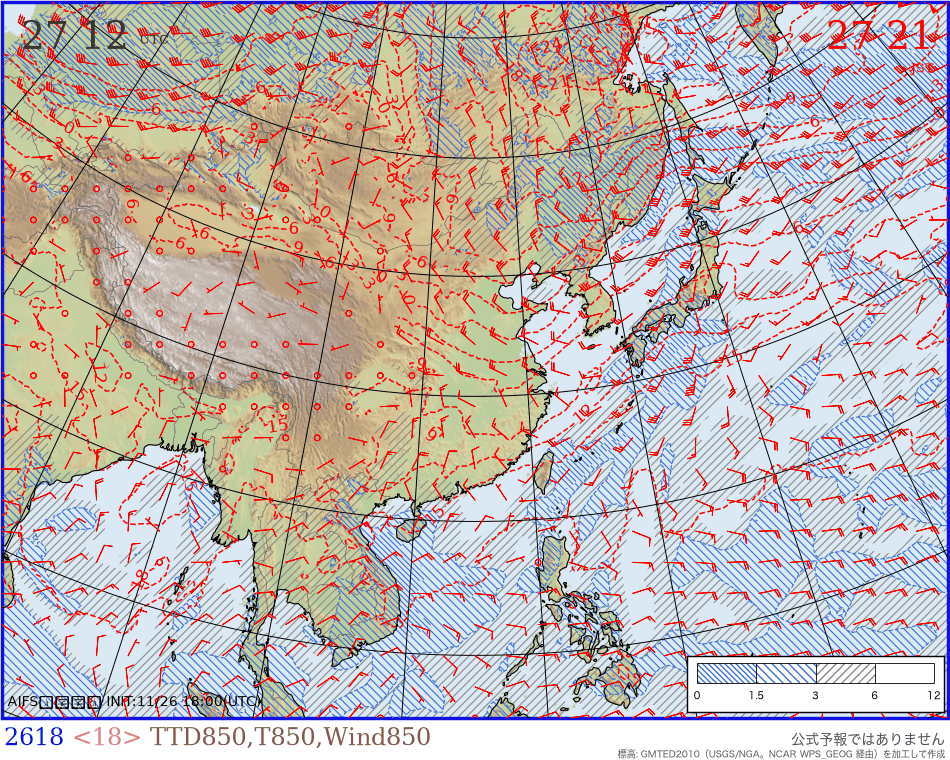 27 12 UTC
27 21
JST
AIFS□□□□ INIT:11/26 18:00(UTC)
0 1.5 3 6 12
2618 <18> TTD850,T850,Wind850
公式予報ではありません
標高: GMTED2010（USGS/NGA。NCAR WPS_GEOG 経由）を加工して作成